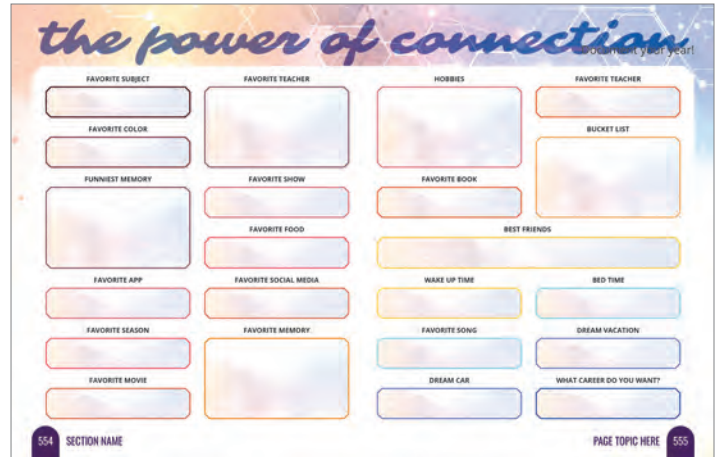 the power of connection
Document your year!
FAVORITE SUBJECT
FAVORITE COLOR
FUNNIEST MEMORY
FAVORITE APP
FAVORITE SEASON
FAVORITE MOVIE
FAVORITE TEACHER
FAVORITE SHOW
FAVORITE FOOD
FAVORITE SOCIAL MEDIA
FAVORITE MEMORY
HOBBIES
FAVORITE BOOK
FAVORITE TEACHER
BUCKET LIST
BEST FRIENDS
WAKE UP TIME
BED TIME
FAVORITE SONG
DREAM VACATION
DREAM CAR
WHAT CAREER DO YOU WANT?
554 SECTION NAME
PAGE TOPIC HERE 555